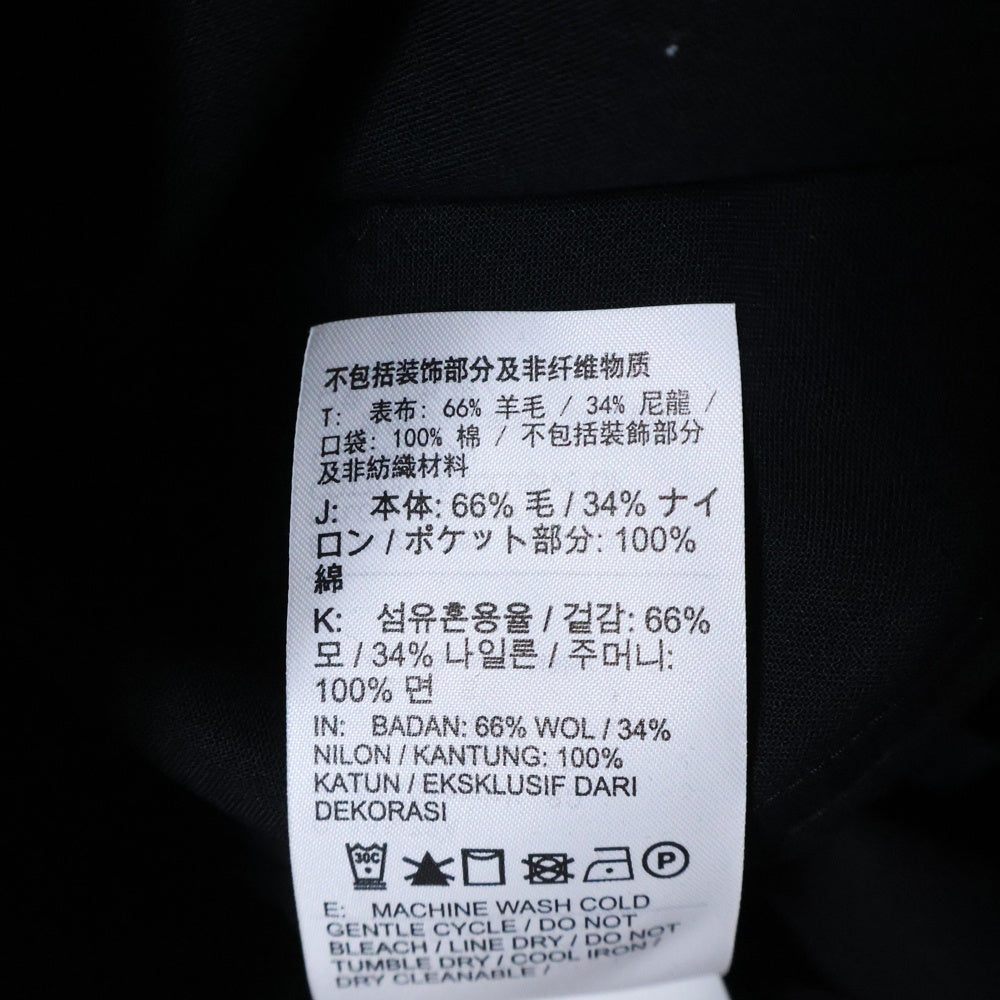 不包括装饰部分及非纤维物质
T: 表布: 66% 羊毛 / 34% 尼龍 /
口袋: 100% 棉 / 不包括裝飾部分
及非紡織材料
J: 本体: 66% 毛 / 34% ナイ
ロン / ポケット部分: 100%
綿
K: 섬유혼용율 / 겉감: 66%
모 / 34% 나일론 / 주머니:
100% 면
IN: BADAN: 66% WOL / 34%
NILON / KANTUNG: 100%
KATUN / EKSKLUSIF DARI
DEKORASI
30C P
E: MACHINE WASH COLD
GENTLE CYCLE / DO NOT
BLEACH / LINE DRY / DO NOT
TUMBLE DRY / COOL IRON /
DRY CLEANABLE /